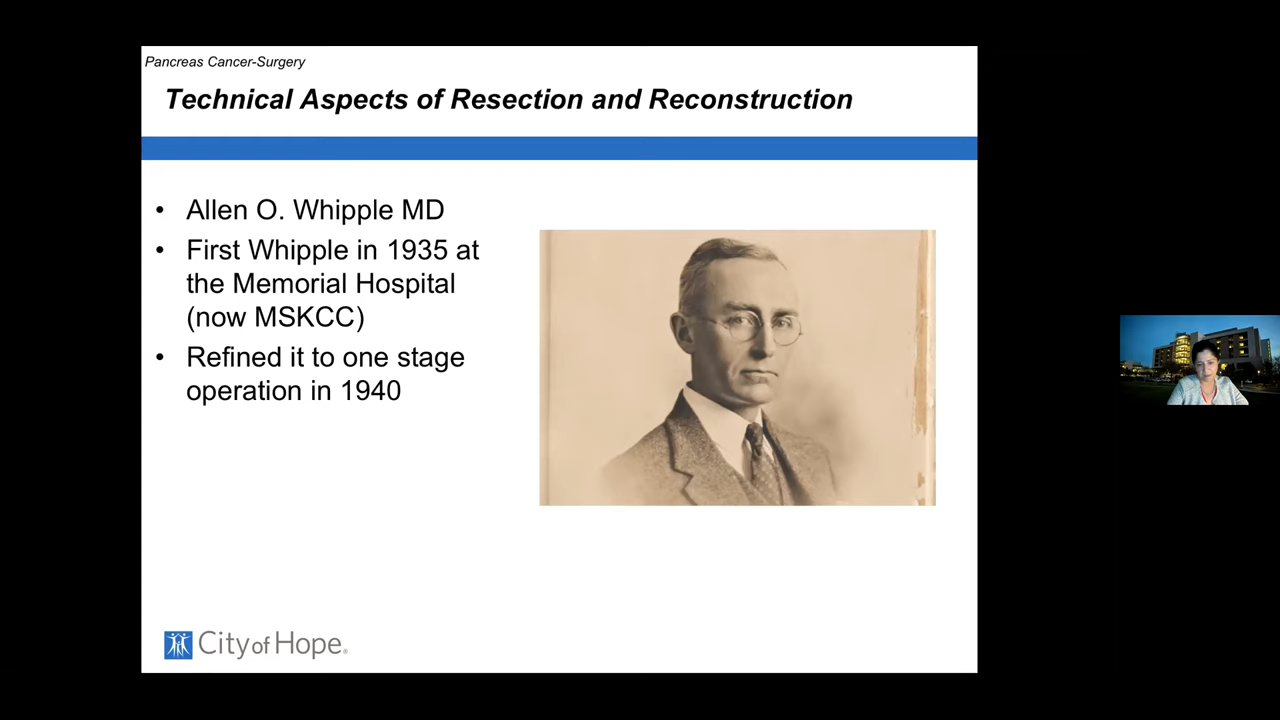 Pancreas Cancer-Surgery
Technical Aspects of Resection and Reconstruction
• Allen O. Whipple MD
• First Whipple in 1935 at
the Memorial Hospital
(now MSKCC)
• Refined it to one stage
operation in 1940
City of Hope®